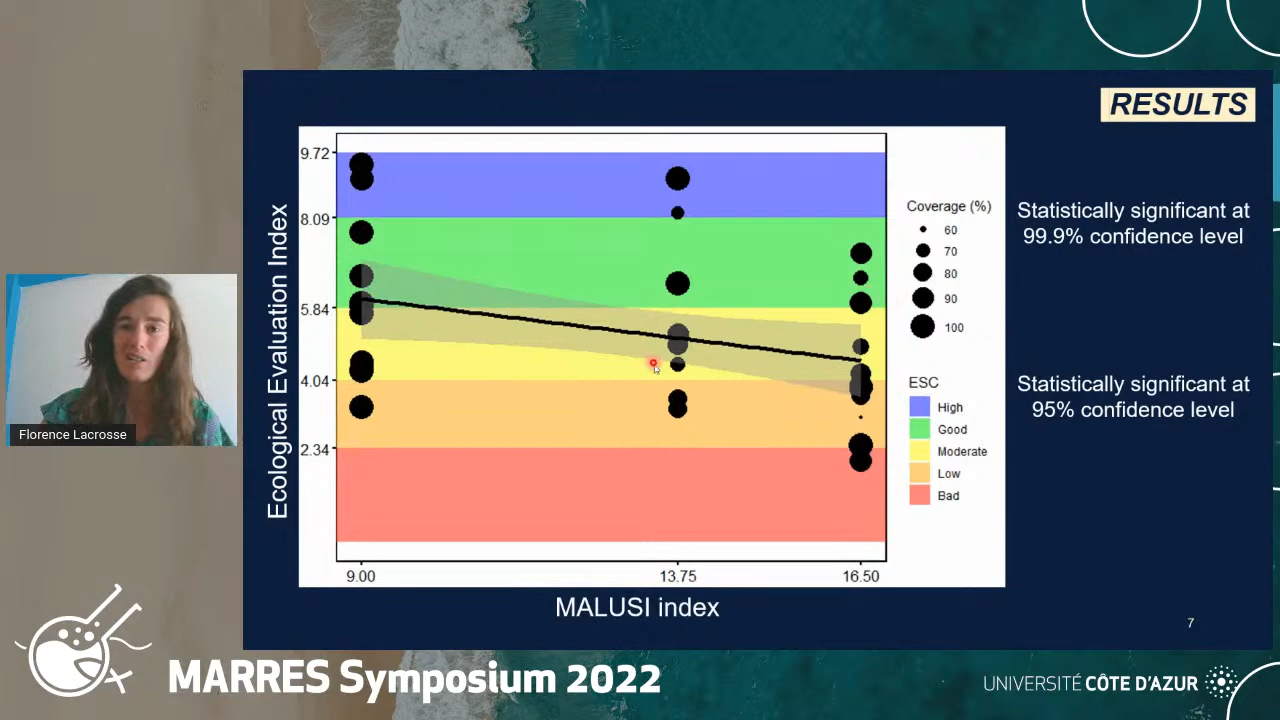 RESULTS
9.72
8.09
5.84
4.04
2.34
Ecological Evaluation Index
9.00
13.75
16.50
MALUSI index
Coverage (%)
60
70
80
90
100
ESC
High
Good
Moderate
Low
Bad
Statistically significant at
99.9% confidence level
Statistically significant at
95% confidence level
7
Florence Lacrosse
MARRES Symposium 2022
UNIVERSITÉ CÔTE D'AZUR